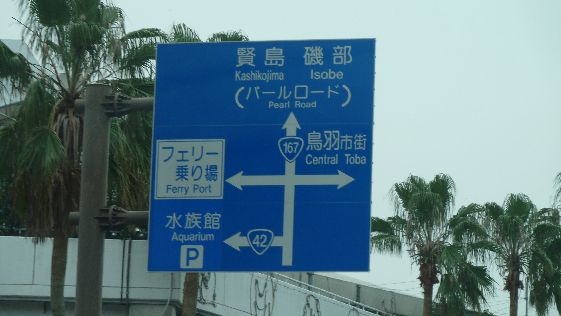 賢島 磯部
Kashikojima Isobe
(パールロード)
Pearl Road
167
鳥羽市街
Central Toba
フェリー
乗り場
Ferry Port
水族館
Aquarium
42
P